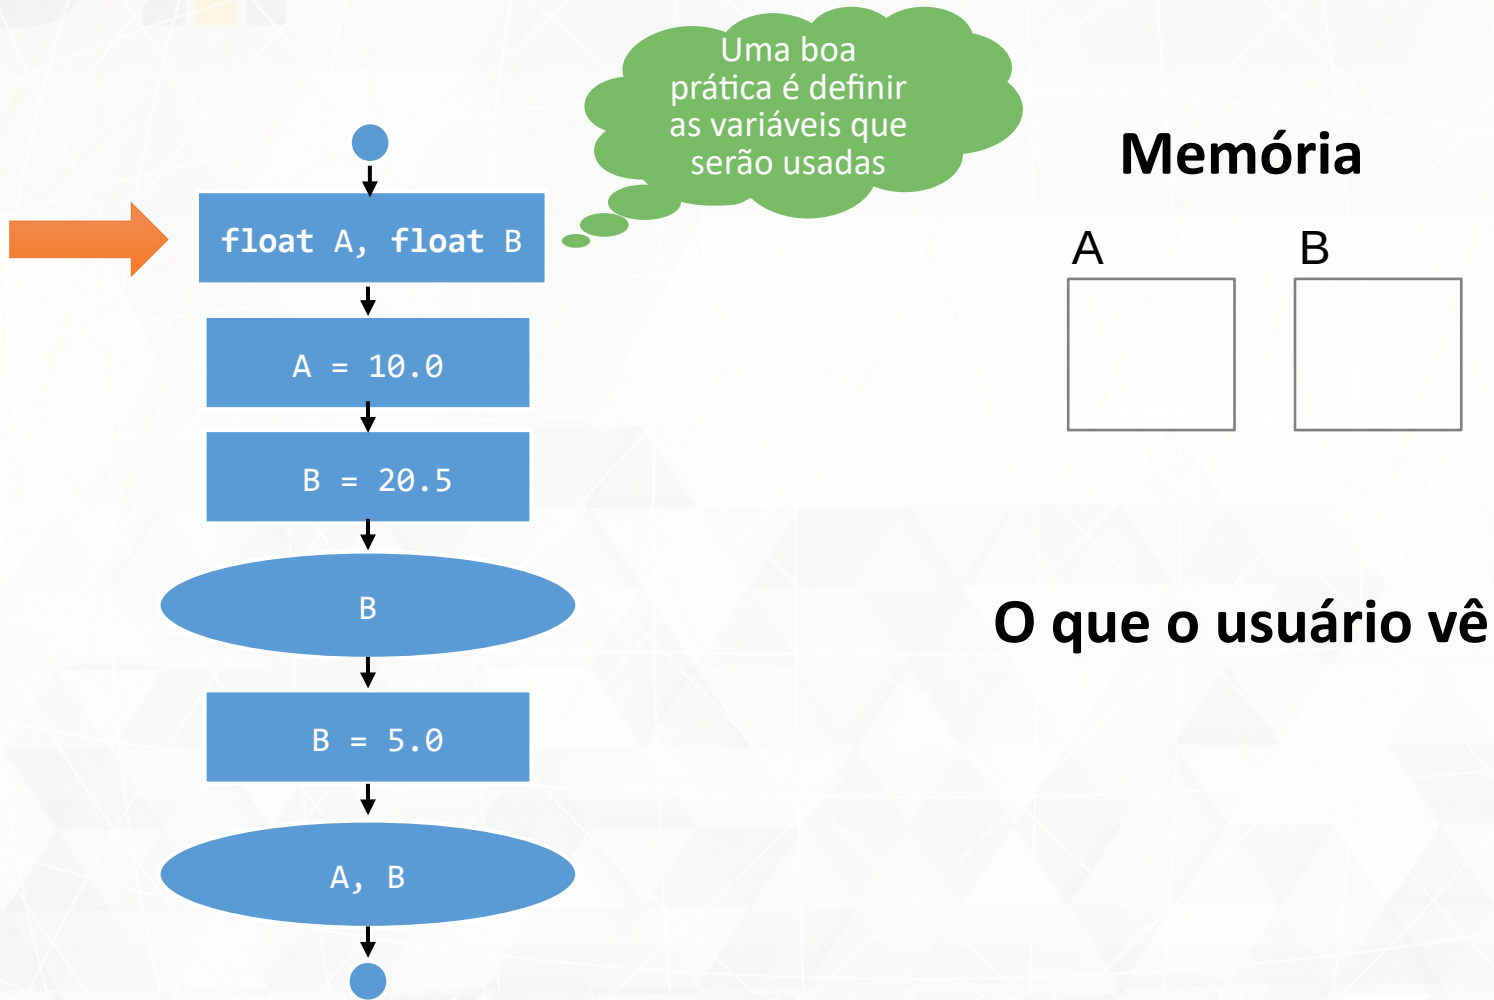 Uma boa
prática é definir
as variáveis que
serão usadas
float A, float B
A = 10.0
B = 20.5
B
B = 5.0
A, B
Memória
A B
O que o usuário vê